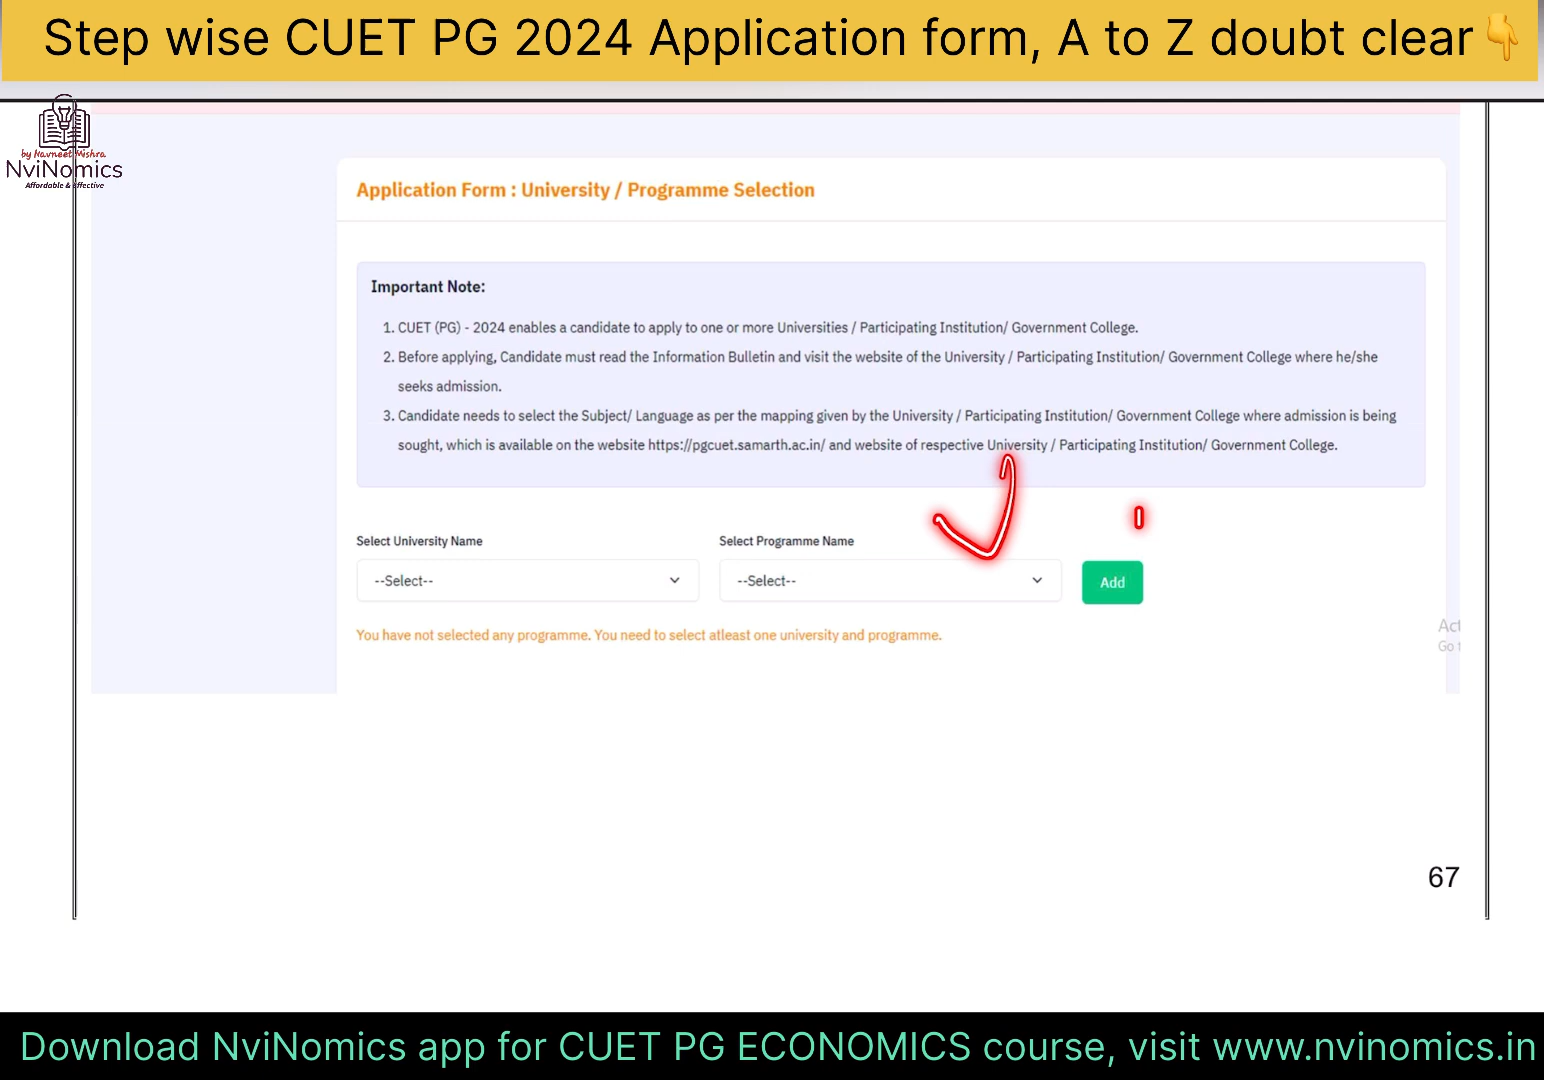 Step wise CUET PG 2024 Application form, A to Z doubt clear👇
by Navneet Mishra
NviNomics
Affordable & Effective
Application Form : University / Programme Selection
Important Note:
1. CUET (PG) - 2024 enables a candidate to apply to one or more Universities / Participating Institution/ Government College.
2. Before applying, Candidate must read the Information Bulletin and visit the website of the University / Participating Institution/ Government College where he/she
seeks admission.
3. Candidate needs to select the Subject/ Language as per the mapping given by the University / Participating Institution/ Government College where admission is being
sought, which is available on the website https://pgcuet.samarth.ac.in/ and website of respective University / Participating Institution/ Government College.
Select University Name
Select Programme Name
--Select--
--Select--
Add
You have not selected any programme. You need to select atleast one university and programme.
Act
Go t
67
Download NviNomics app for CUET PG ECONOMICS course, visit www.nvinomics.in